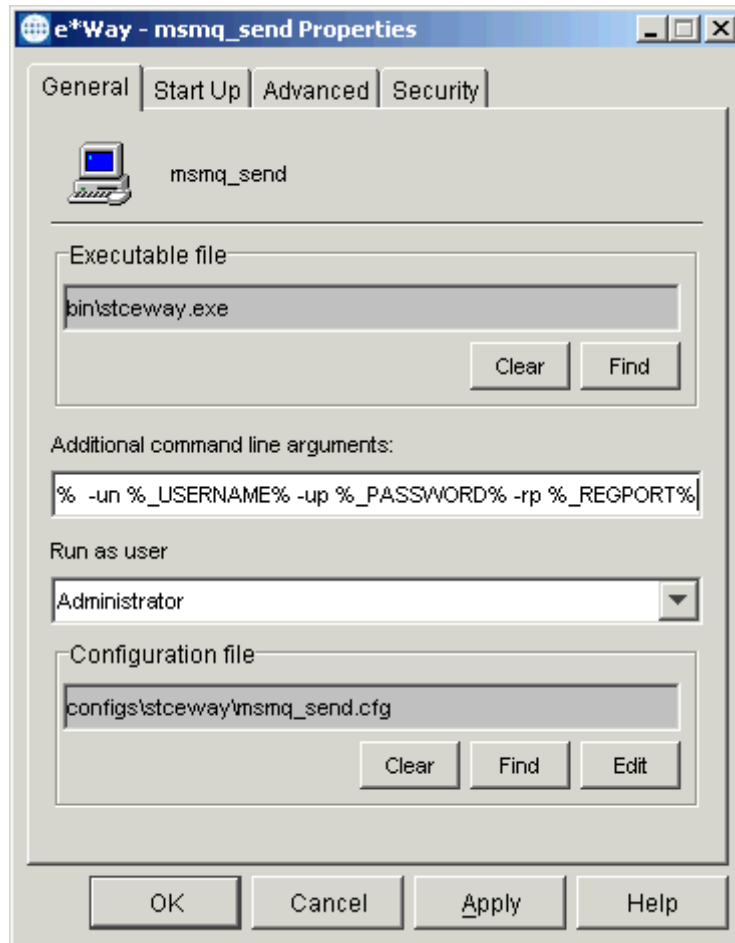 e*Way - msmq_send Properties
General Start Up Advanced Security
msmq_send
Executable file
bin\stceway.exe
Clear Find
Additional command line arguments:
% -un %_USERNAME% -up %_PASSWORD% -rp %_REGPORT%
Run as user
Administrator
Configuration file
configs\stceway\msmq_send.cfg
Clear Find Edit
OK Cancel Apply Help